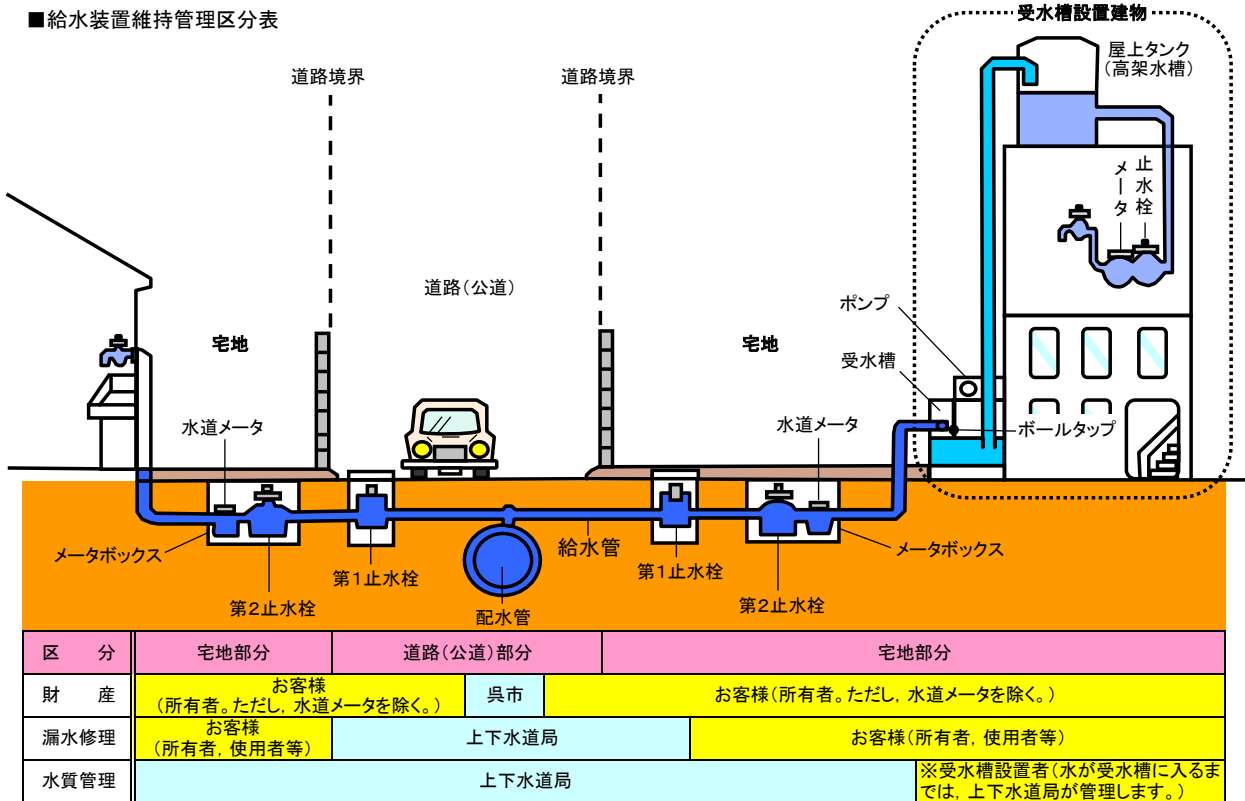 ■給水装置維持管理区分表
受水槽設置建物
道路境界
道路境界
屋上タンク
(高架水槽)
メータ
止水栓
道路(公道)
宅地
宅地
ポンプ
受水槽
水道メータ
水道メータ
ボールタップ
メータボックス
第2止水栓
第1止水栓
配水管
給水管
第1止水栓
第2止水栓
メータボックス
区 分
宅地部分
道路(公道)部分
宅地部分
財 産
お客様
(所有者。ただし,水道メータを除く。)
呉市
お客様(所有者。ただし,水道メータを除く。)
漏水修理
お客様
(所有者,使用者等)
上下水道局
お客様(所有者,使用者等)
水質管理
上下水道局
※受水槽設置者(水が受水槽に入るま
では,上下水道局が管理します。)